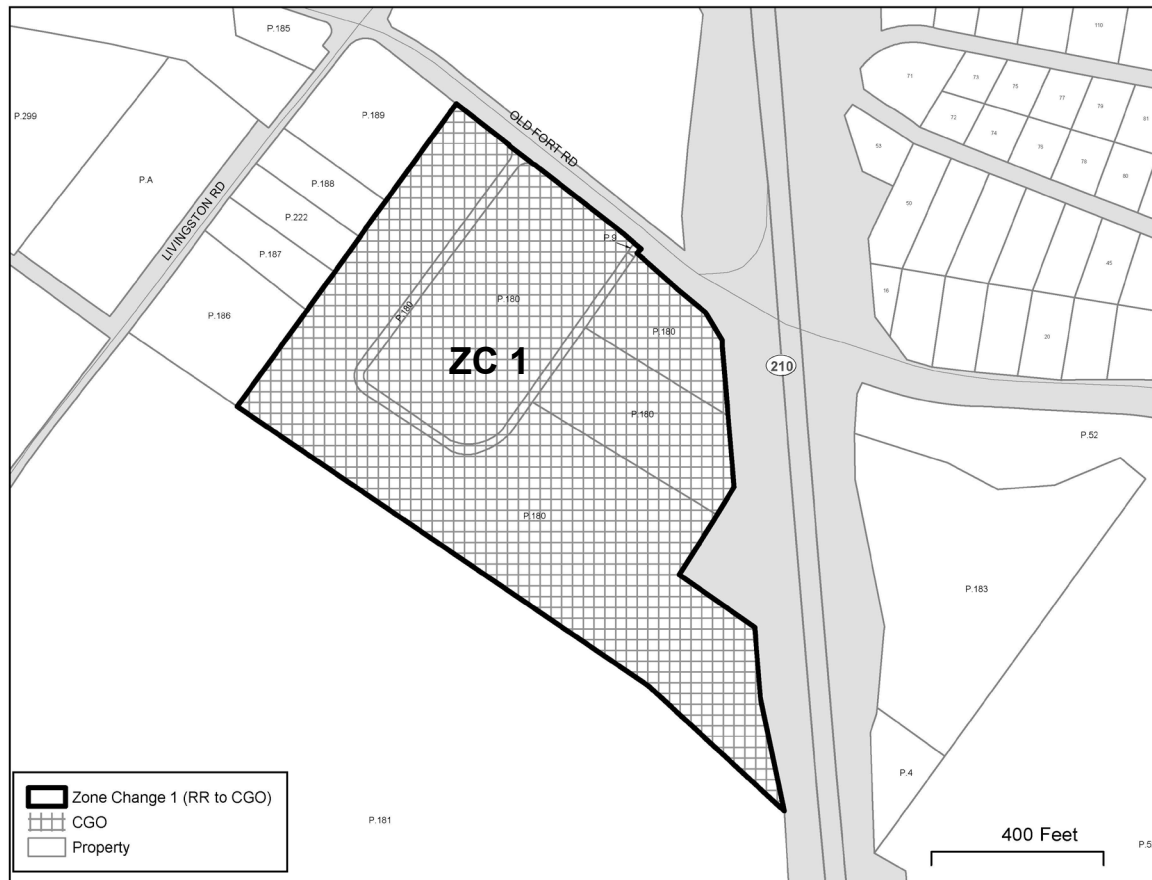 P.185
110
P.299
71
73
75
77
79
81
P.189
72
74
76
78
80
OLD FORT RD
53
P.A
P.188
50
LIVINGSTON RD
P.222
P.9
P.187
45
16
P.180
P.180
P.186
P.180
20
ZC 1
210
P.180
P.52
P.180
P.183
P.4
Zone Change 1 (RR to CGO)
CGO
Property
P.181
400 Feet
P.5